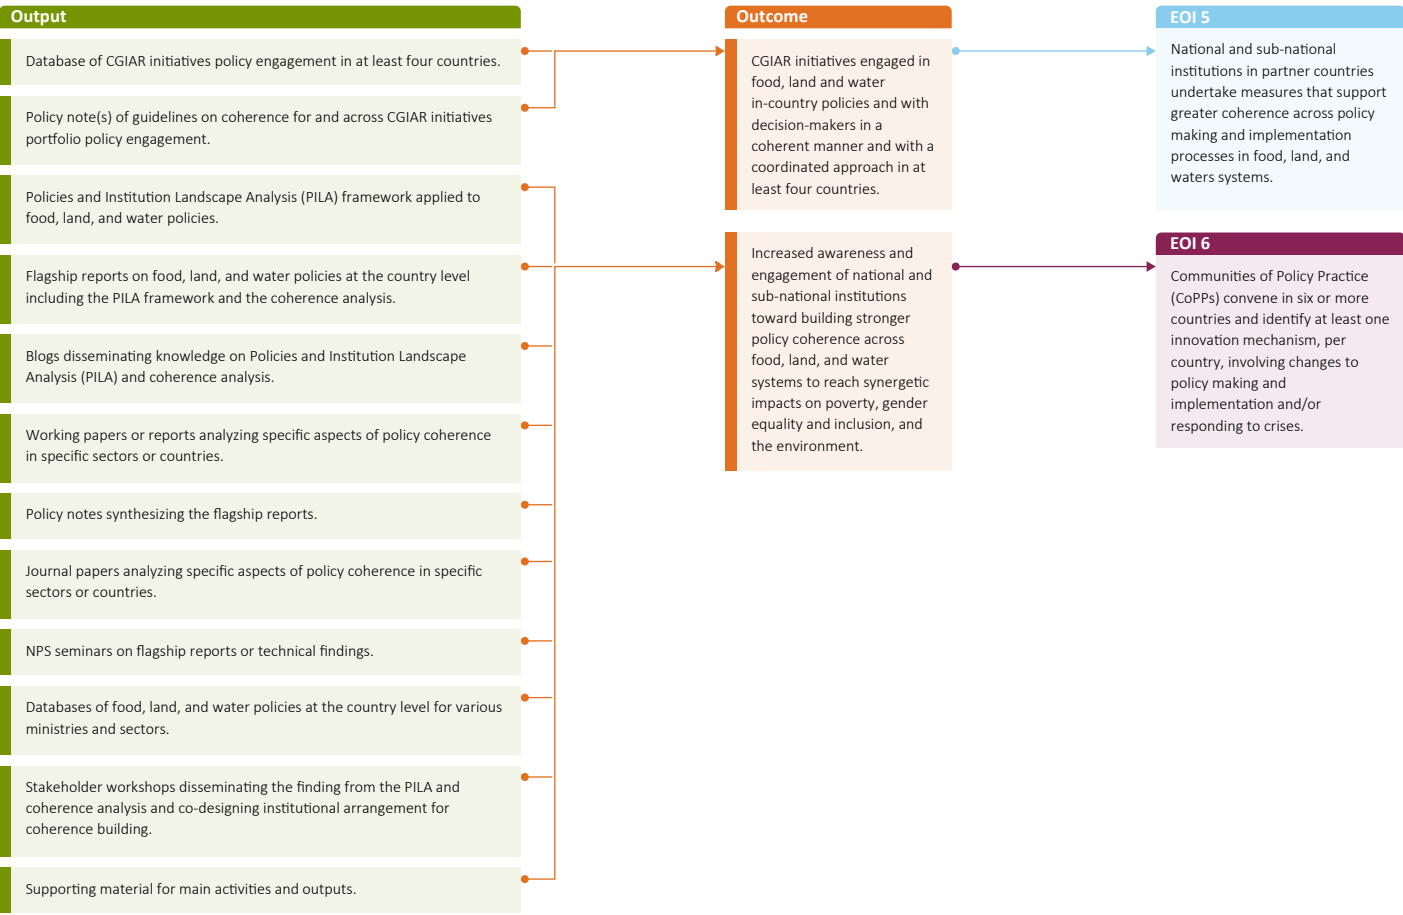 Output
Database of CGIAR initiatives policy engagement in at least four countries.
Policy note(s) of guidelines on coherence for and across CGIAR initiatives
portfolio policy engagement.
Policies and Institution Landscape Analysis (PILA) framework applied to
food, land, and water policies.
Flagship reports on food, land, and water policies at the country level
including the PILA framework and the coherence analysis.
Blogs disseminating knowledge on Policies and Institution Landscape
Analysis (PILA) and coherence analysis.
Working papers or reports analyzing specific aspects of policy coherence
in specific sectors or countries.
Policy notes synthesizing the flagship reports.
Journal papers analyzing specific aspects of policy coherence in specific
sectors or countries.
NPS seminars on flagship reports or technical findings.
Databases of food, land, and water policies at the country level for various
ministries and sectors.
Stakeholder workshops disseminating the finding from the PILA and
coherence analysis and co-designing institutional arrangement for
coherence building.
Supporting material for main activities and outputs.
Outcome
CGIAR initiatives engaged in
food, land and water
in-country policies and with
decision-makers in a
coherent manner and with a
coordinated approach in at
least four countries.
Increased awareness and
engagement of national and
sub-national institutions
toward building stronger
policy coherence across
food, land, and water
systems to reach synergetic
impacts on poverty, gender
equality and inclusion, and
the environment.
EOI 5
National and sub-national
institutions in partner countries
undertake measures that support
greater coherence across policy
making and implementation
processes in food, land, and
waters systems.
EOI 6
Communities of Policy Practice
(CoPPs) convene in six or more
countries and identify at least one
innovation mechanism, per
country, involving changes to
policy making and
implementation and/or
responding to crises.